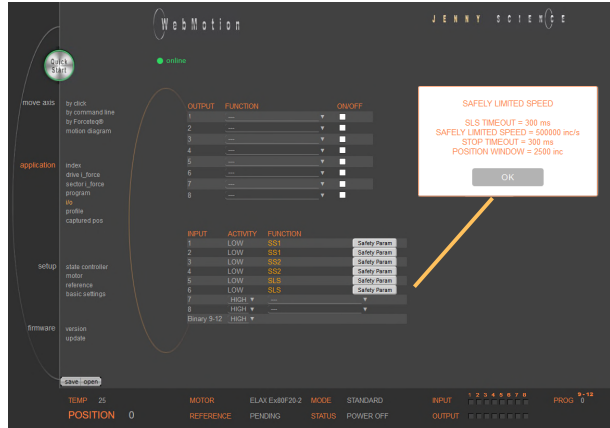 WebMotion
JENNY SCIENCE
Quick Start
online
move axis
by click
by command line
by Forceteq®
motion diagram
OUTPUT FUNCTION ON/OFF
1 ---
2 ---
3 ---
4 ---
5 ---
6 ---
7 ---
8 ---
SAFELY LIMITED SPEED
SLS TIMEOUT = 300 ms
SAFELY LIMITED SPEED = 500000 inc/s
STOP TIMEOUT = 300 ms
POSITION WINDOW = 2500 inc
OK
application
index
drive i_force
sector i_force
program
i/o
profile
captured pos
INPUT ACTIVITY FUNCTION
1 LOW SS1 Safety Param
2 LOW SS1 Safety Param
3 LOW SS2 Safety Param
4 LOW SS2 Safety Param
5 LOW SLS Safety Param
6 LOW SLS Safety Param
7 HIGH ---
8 HIGH ---
Binary 9-12 HIGH
setup
state controller
motor
reference
basic settings
firmware
version
update
save open
TEMP 25 MOTOR ELAX Ex80F20-2 MODE STANDARD INPUT 1 2 3 4 5 6 7 8 PROG 9-12 0
POSITION 0 REFERENCE PENDING STATUS POWER OFF OUTPUT